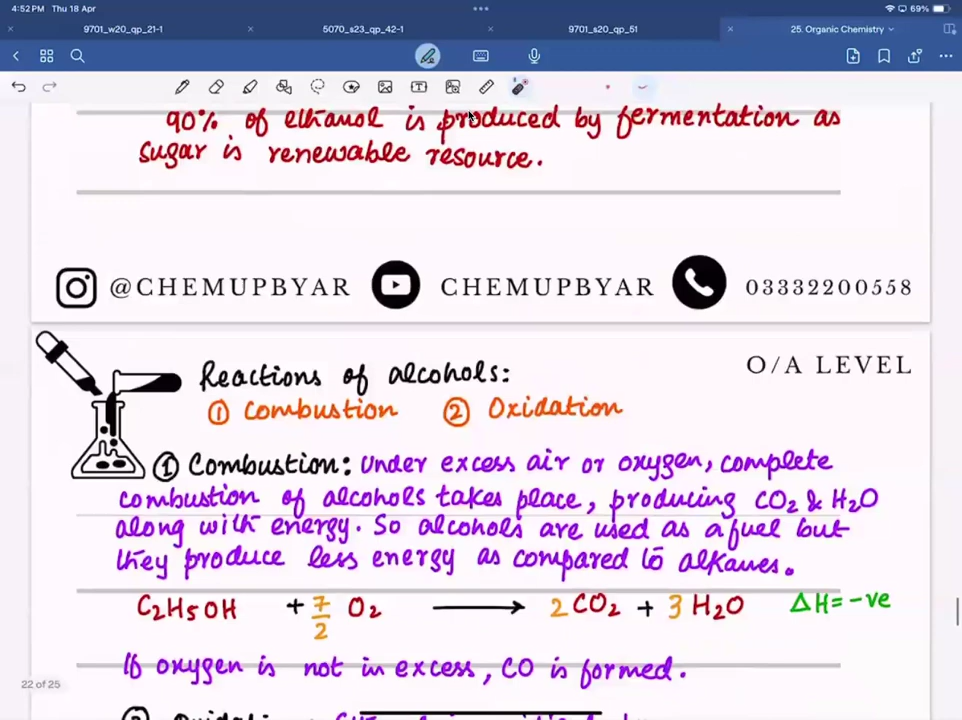 4:52 PM Thu 18 Apr 69%
9701_w20_qp_21-1 5070_s23_qp_42-1 9701_s20_qp_51 25. Organic Chemistry
90% of ethanol is produced by fermentation as
sugar is renewable resource.
@CHEMUPBYAR CHEMUPBYAR 03332200558
O/A LEVEL
Reactions of alcohols:
① Combustion ② Oxidation
① Combustion: Under excess air or oxygen, complete
combustion of alcohols takes place, producing CO₂ & H₂O
along with energy. So alcohols are used as a fuel but
they produce less energy as compared to alkanes.
C₂H₅OH + 7/2 O₂ ⟶ 2CO₂ + 3H₂O ΔH = -ve
If oxygen is not in excess, CO is formed.
22 of 25